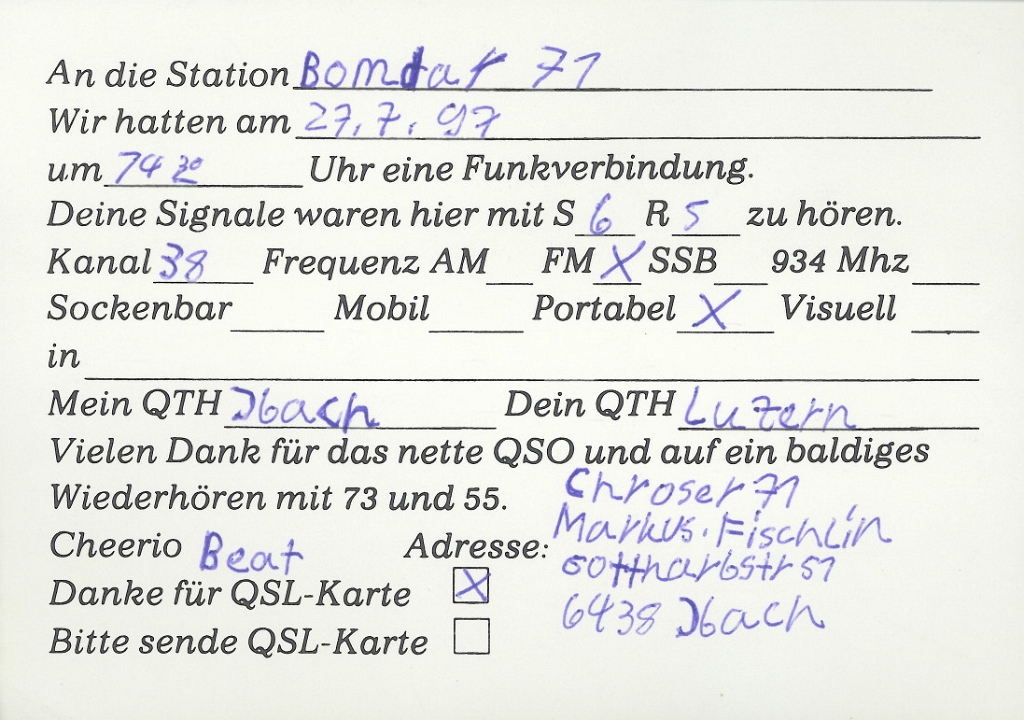 An die Station Bomdar 71
Wir hatten am 27.7.97
um 14 30 Uhr eine Funkverbindung.
Deine Signale waren hier mit S 6 R 5 zu hören.
Kanal 38 Frequenz AM FM X SSB 934 Mhz
Sockenbar Mobil Portabel X Visuell
in
Mein QTH Ibach Dein QTH Luzern
Vielen Dank für das nette QSO und auf ein baldiges
Wiederhören mit 73 und 55. Chroser 71
Markus. Fischlin
Cheerio Beat Adresse: Gotthardstr 51
Danke für QSL-Karte X 6438 Ibach
Bitte sende QSL-Karte